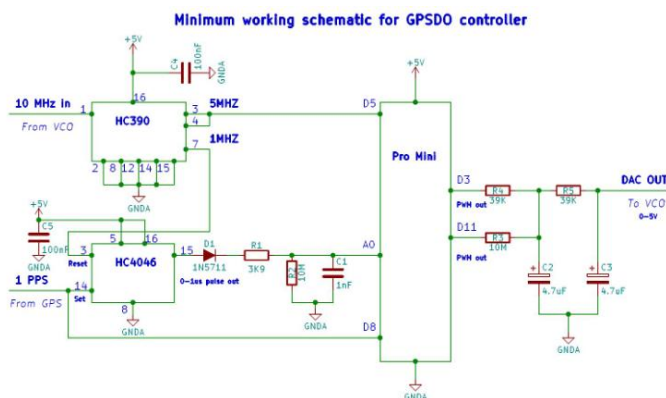 Minimum working schematic for GPSDO controller
+5V
C4
100nF
GNDA
+5V
10 MHz in
From VCO
1
16
HC390
3
4
7
5MHZ
1MHZ
2
8
12
14
15
GNDA
D5
Pro Mini
D3
PWM out
R4
39K
R5
39K
DAC OUT
To VCO
0-5V
D11
PWM out
R3
10M
C2
4.7uF
C3
4.7uF
GNDA
+5V
C5
100nF
GNDA
5
16
3
Reset
HC4046
15
D1
1N5711
0-1us pulse out
R1
3K9
R2
10M
C1
1nF
GNDA
A0
1 PPS
From GPS
14
Set
8
GNDA
D8
GNDA